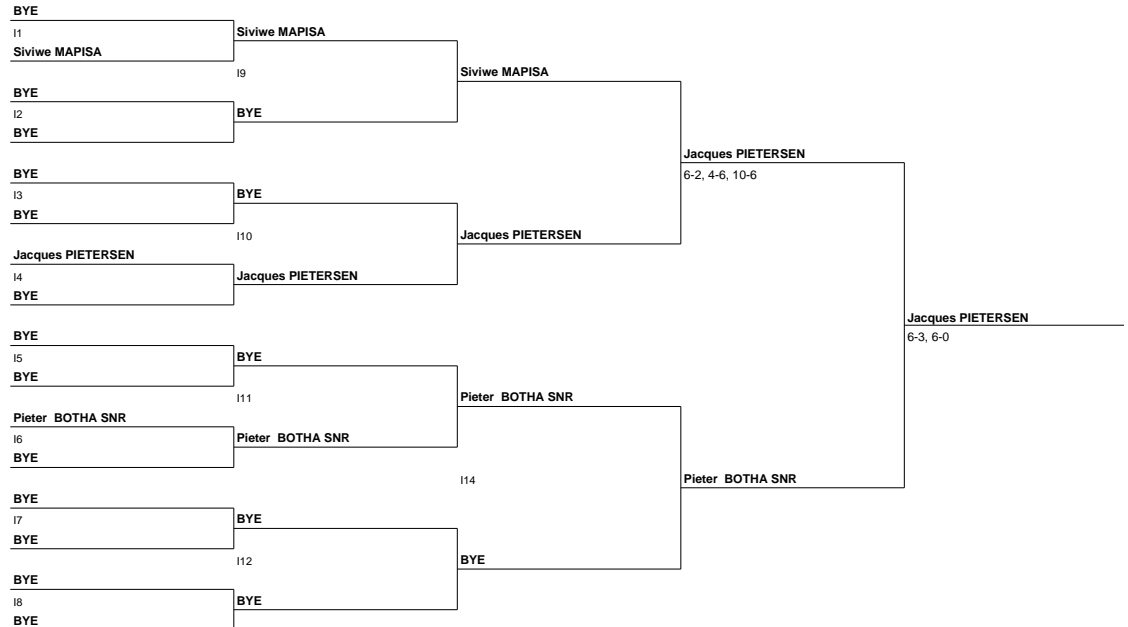 BYE
I1
Siviwe MAPISA
Siviwe MAPISA
I9
Siviwe MAPISA
BYE
I2
BYE
BYE
Jacques PIETERSEN
6-2, 4-6, 10-6
BYE
I3
BYE
BYE
I10
Jacques PIETERSEN
Jacques PIETERSEN
I4
Jacques PIETERSEN
BYE
Jacques PIETERSEN
6-3, 6-0
BYE
I5
BYE
BYE
I11
Pieter BOTHA SNR
Pieter BOTHA SNR
I6
Pieter BOTHA SNR
BYE
I14
Pieter BOTHA SNR
BYE
I7
BYE
BYE
I12
BYE
BYE
I8
BYE
BYE